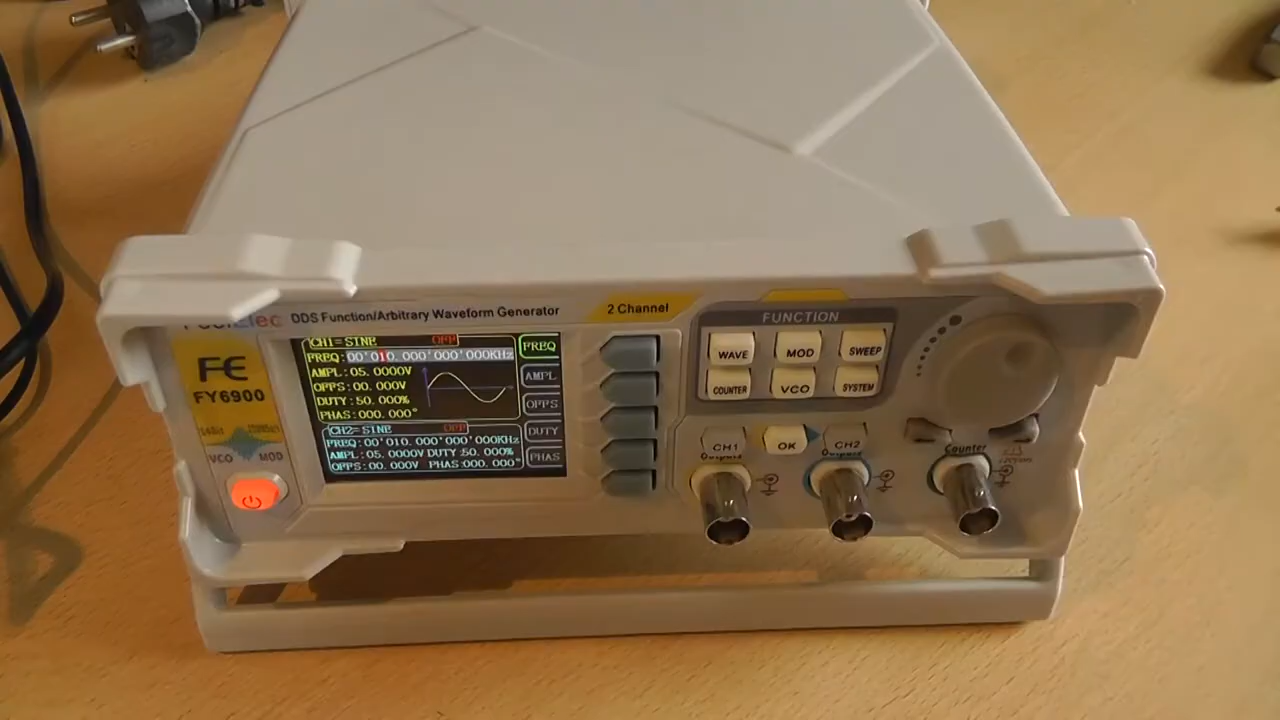 DDS Function/Arbitrary Waveform Generator
2 Channel
FE
FY6900
VCO MOD
CH1=SINE OFF
FREQ:00'010.000'000'000KHz
AMPL:05.0000V
OFFS:00.000V
DUTY:50.000%
PHAS:000.000°
CH2=SINE OFF
FREQ:00'010.000'000'000KHz
AMPL:05.0000V DUTY:50.000%
OFFS:00.000V PHAS:000.000°
FREQ
AMPL
OFFS
DUTY
PHAS
FUNCTION
WAVE MOD SWEEP
COUNTER VCO SYSTEM
CH1 OK CH2
Counter